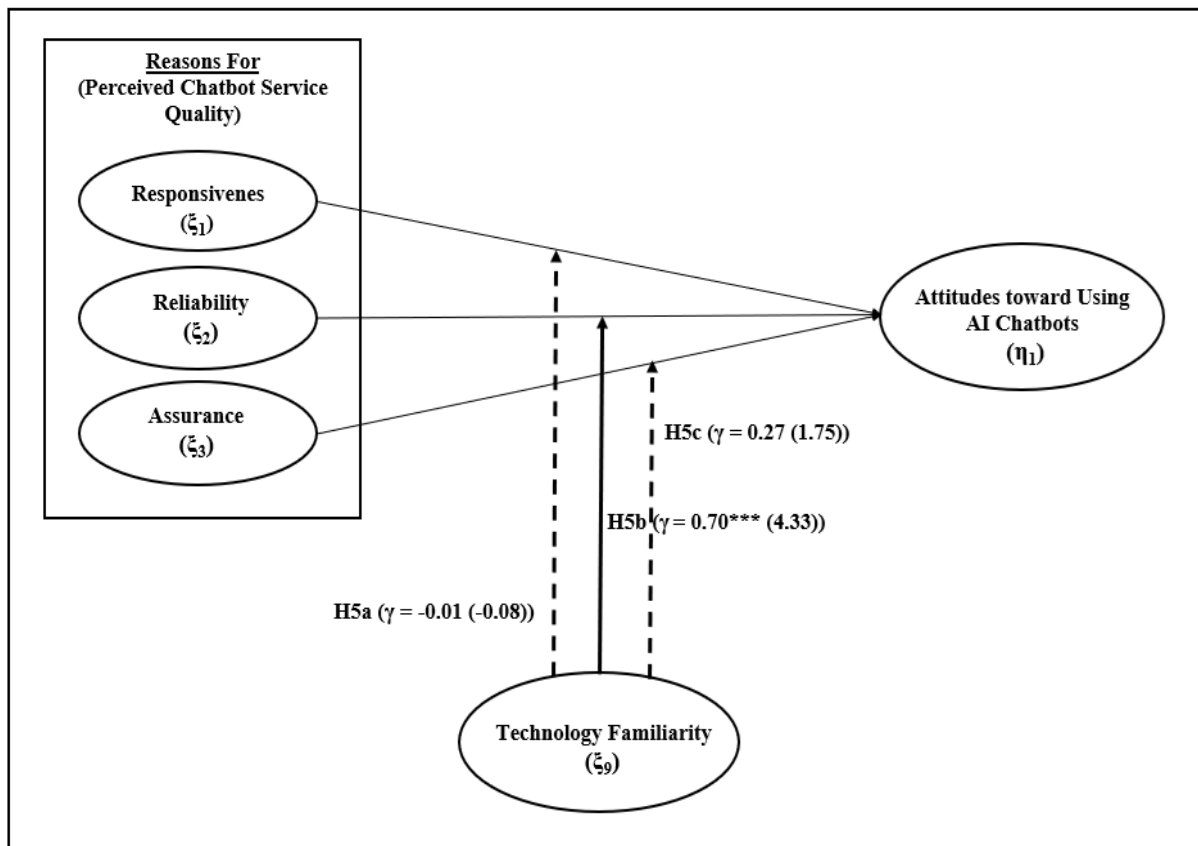 Reasons For
(Perceived Chatbot Service
Quality)
Responsivenes
(ξ₁)
Reliability
(ξ₂)
Assurance
(ξ₃)
Attitudes toward Using
AI Chatbots
(η₁)
H5c (γ = 0.27 (1.75))
H5b (γ = 0.70*** (4.33))
H5a (γ = -0.01 (-0.08))
Technology Familiarity
(ξ₉)